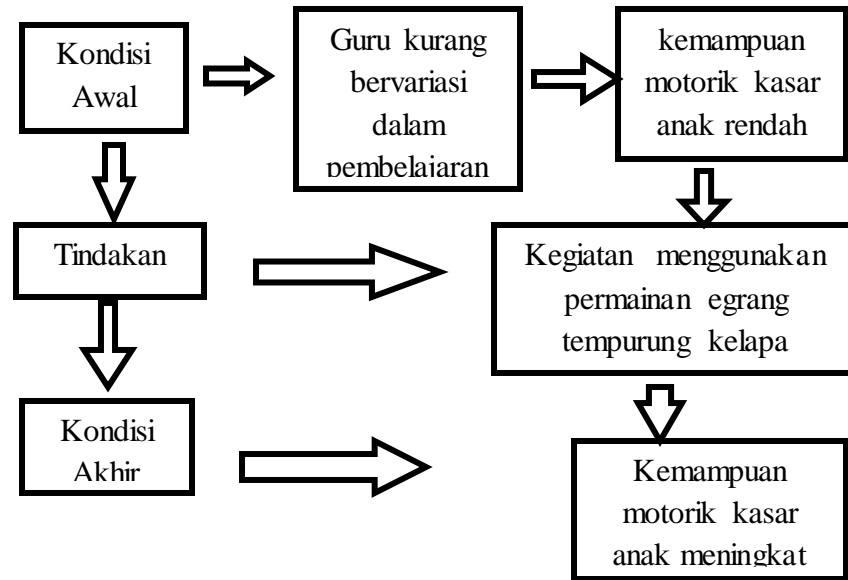 Kondisi
Awal
Guru kurang
bervariasi
dalam
pembelajaran
kemampuan
motorik kasar
anak rendah
Tindakan
Kegiatan menggunakan
permainan egrang
tempurung kelapa
Kondisi
Akhir
Kemampuan
motorik kasar
anak meningkat